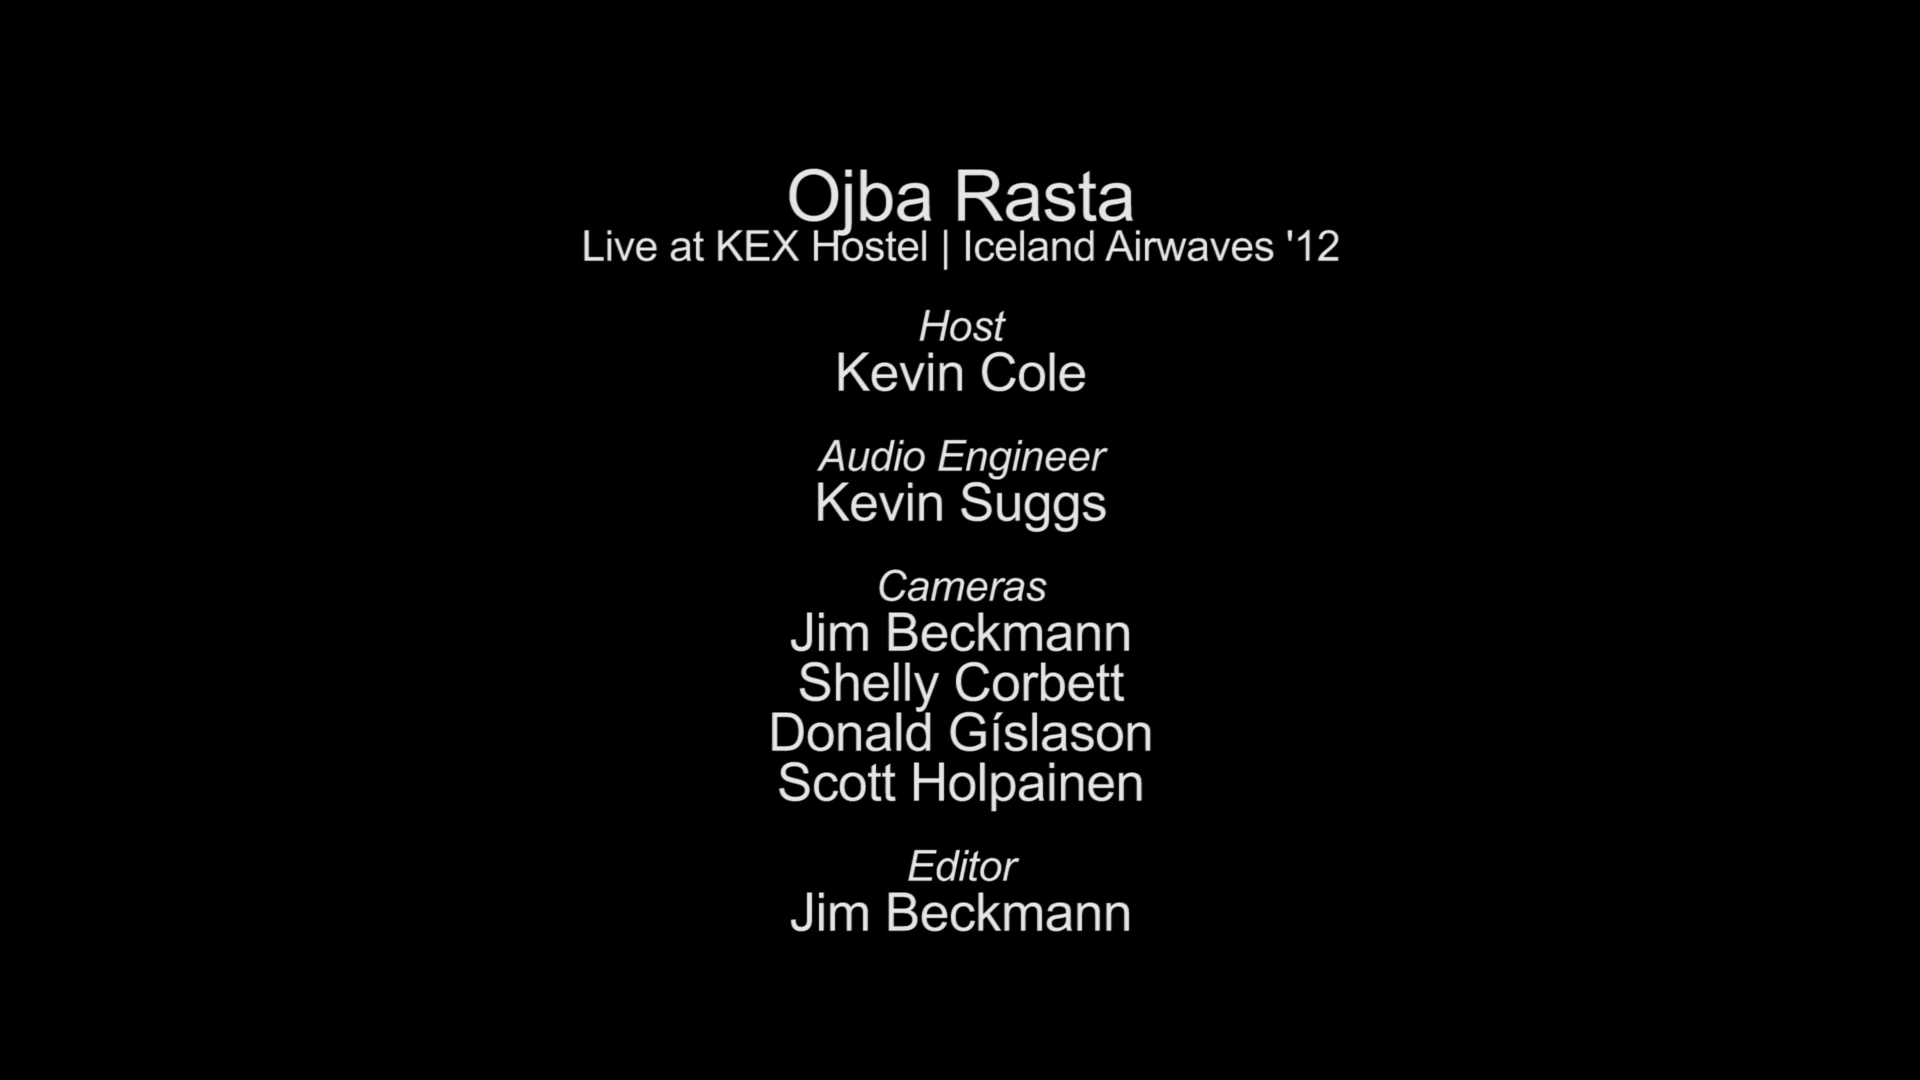 Ojba Rasta
Live at KEX Hostel | Iceland Airwaves '12
Host
Kevin Cole
Audio Engineer
Kevin Suggs
Cameras
Jim Beckmann
Shelly Corbett
Donald Gíslason
Scott Holpainen
Editor
Jim Beckmann